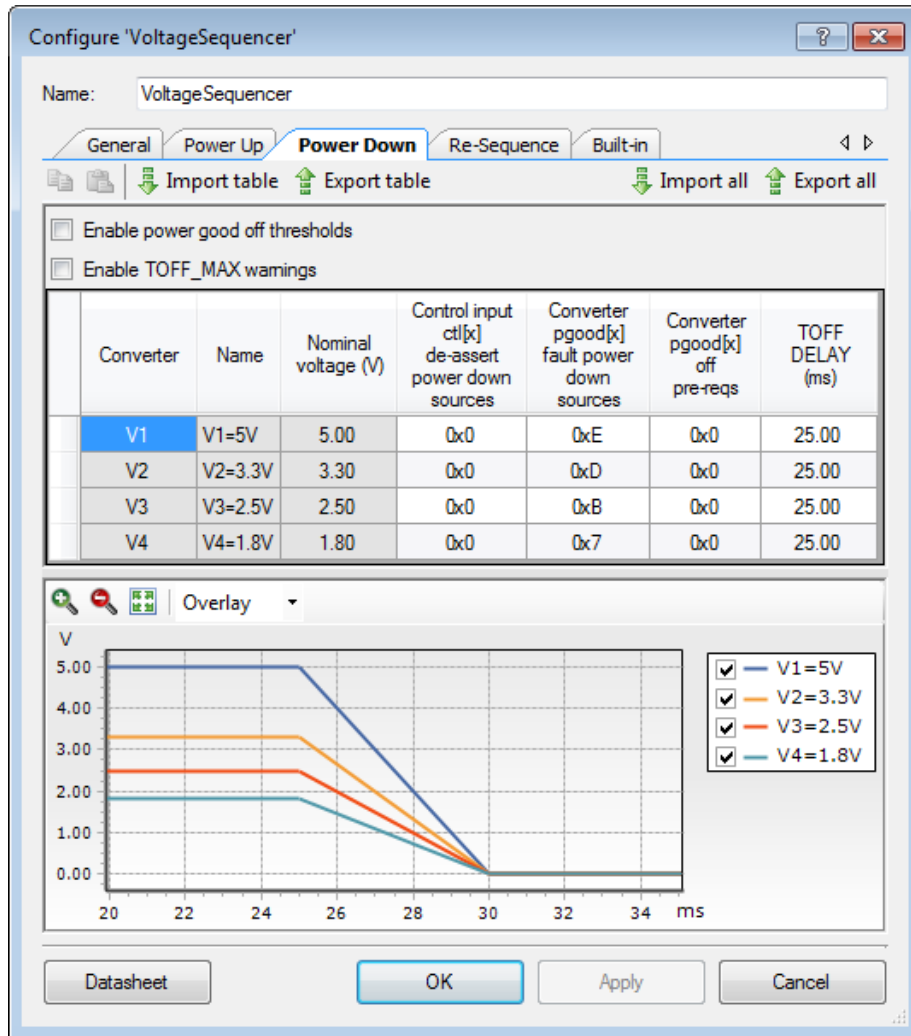 Configure 'VoltageSequencer'
Name: VoltageSequencer
General Power Up Power Down Re-Sequence Built-in
Import table Export table Import all Export all
Enable power good off thresholds
Enable TOFF_MAX warnings
Converter Name Nominal voltage (V) Control input ctl[x] de-assert power down sources Converter pgood[x] fault power down sources Converter pgood[x] off pre-reqs TOFF DELAY (ms)
V1 V1=5V 5.00 0x0 0xE 0x0 25.00
V2 V2=3.3V 3.30 0x0 0xD 0x0 25.00
V3 V3=2.5V 2.50 0x0 0xB 0x0 25.00
V4 V4=1.8V 1.80 0x0 0x7 0x0 25.00
Overlay
V
5.00
4.00
3.00
2.00
1.00
0.00
20 22 24 26 28 30 32 34 ms
V1=5V
V2=3.3V
V3=2.5V
V4=1.8V
Datasheet OK Apply Cancel